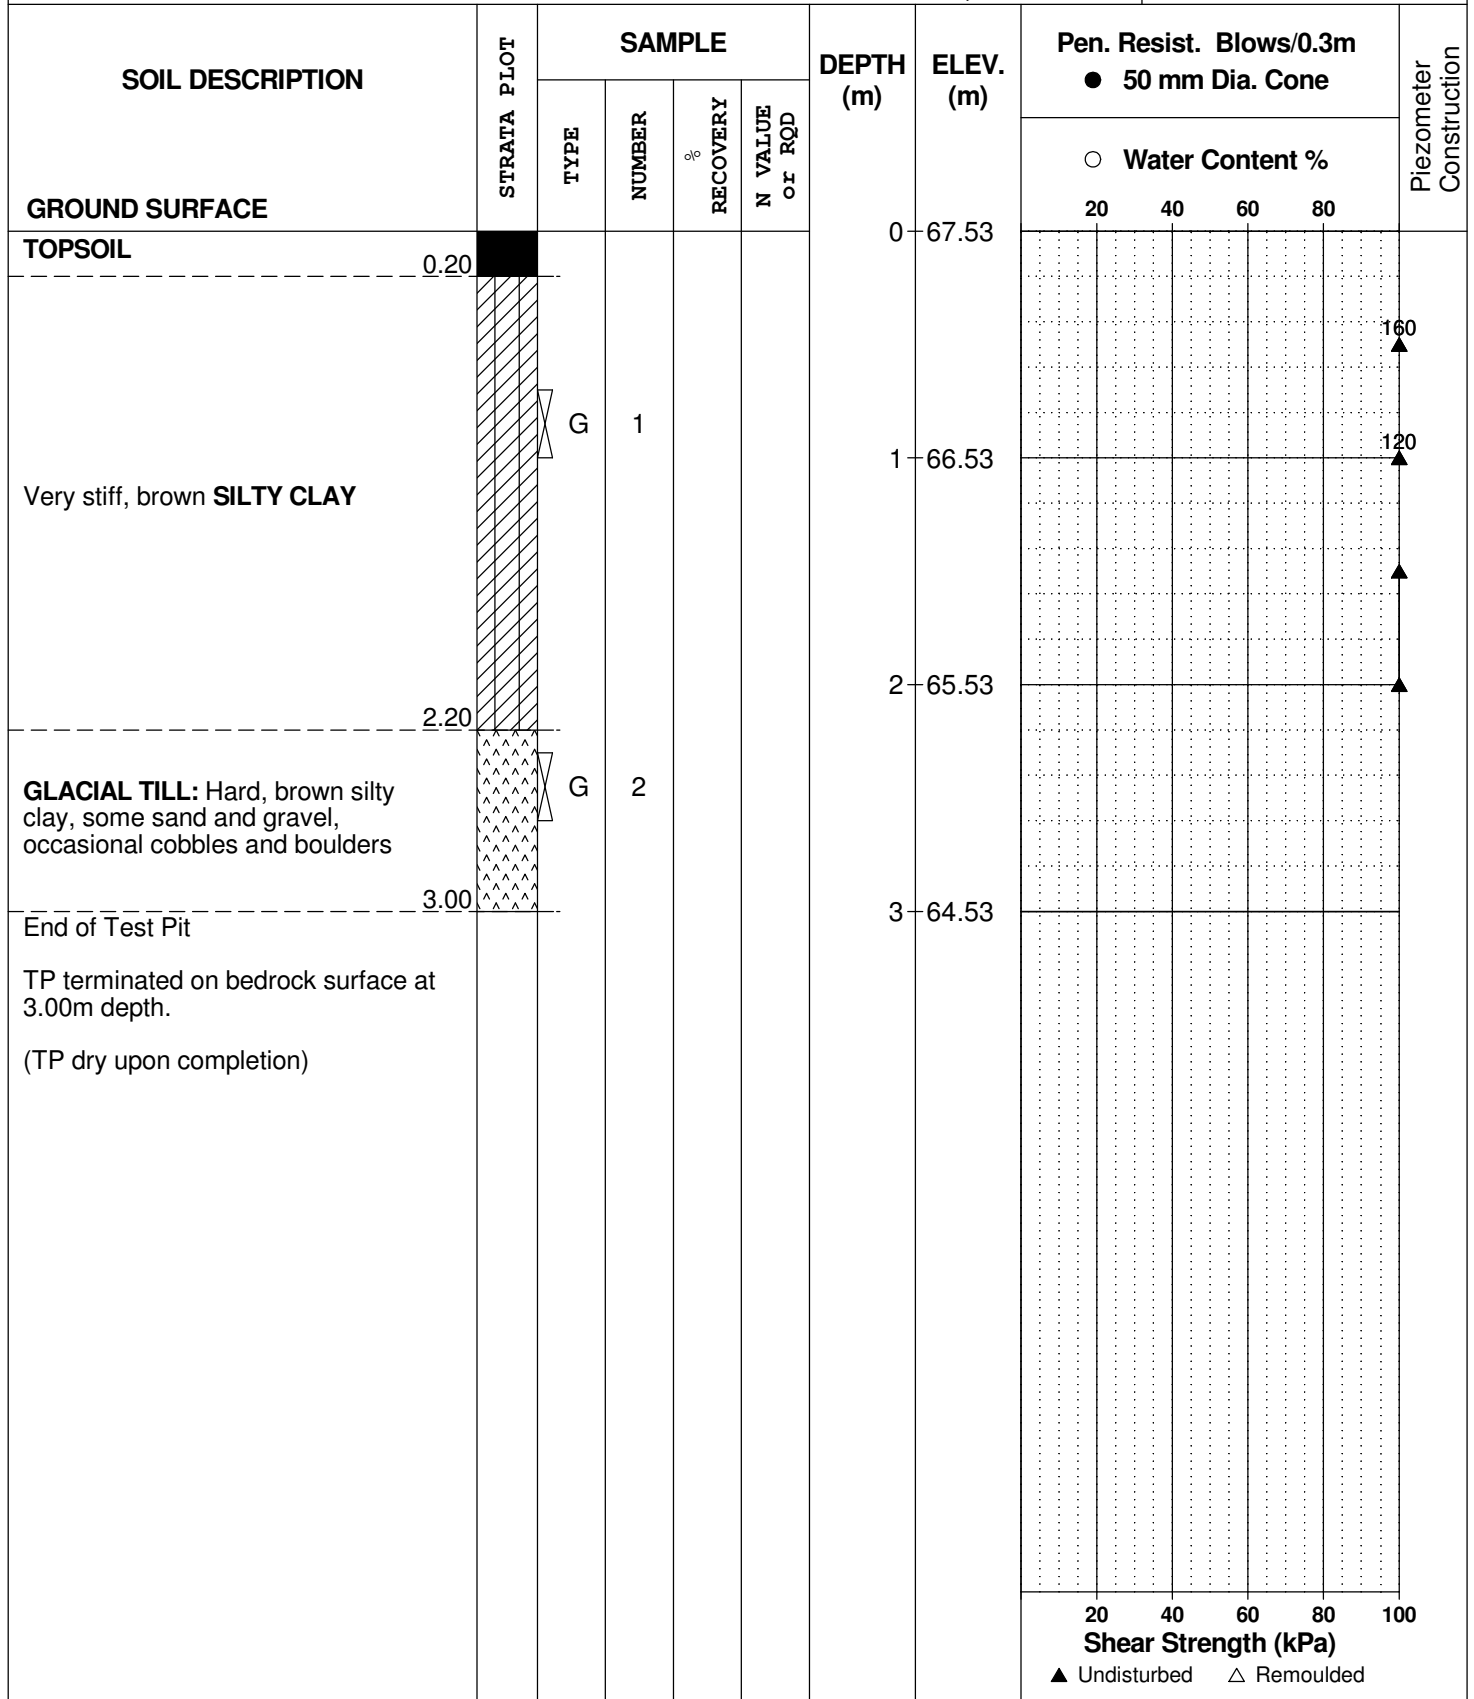 SOIL DESCRIPTION
GROUND SURFACE
STRATA PLOT
SAMPLE
TYPE
NUMBER
% RECOVERY
N VALUE or RQD
DEPTH (m)
ELEV. (m)
Pen. Resist. Blows/0.3m
● 50 mm Dia. Cone
○ Water Content %
20 40 60 80
Piezometer Construction
TOPSOIL
0.20
0 67.53
160
G 1
120
1 66.53
Very stiff, brown SILTY CLAY
2 65.53
2.20
GLACIAL TILL: Hard, brown silty
clay, some sand and gravel,
occasional cobbles and boulders
G 2
3.00
3 64.53
End of Test Pit
TP terminated on bedrock surface at
3.00m depth.
(TP dry upon completion)
20 40 60 80 100
Shear Strength (kPa)
▲ Undisturbed △ Remoulded